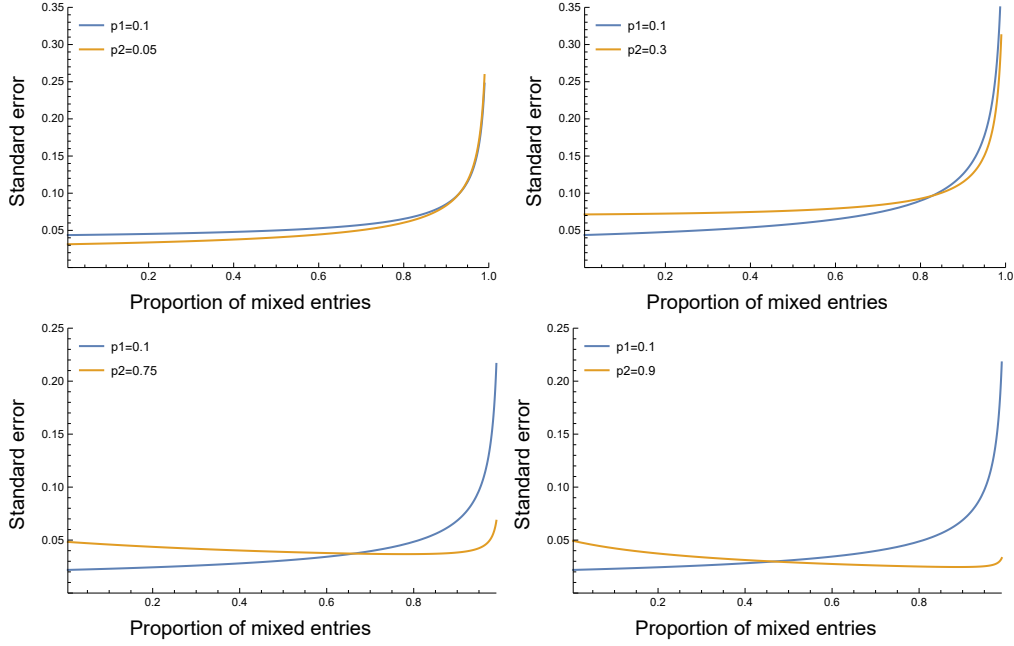 0.35
0.30
0.25
0.20
0.15
0.10
0.05
p1=0.1
p2=0.05
Standard error
0.2 0.4 0.6 0.8 1.0
Proportion of mixed entries
0.35
0.30
0.25
0.20
0.15
0.10
0.05
p1=0.1
p2=0.3
Standard error
0.2 0.4 0.6 0.8 1.0
Proportion of mixed entries
0.25
0.20
0.15
0.10
0.05
p1=0.1
p2=0.75
Standard error
0.2 0.4 0.6 0.8
Proportion of mixed entries
0.25
0.20
0.15
0.10
0.05
p1=0.1
p2=0.9
Standard error
0.2 0.4 0.6 0.8
Proportion of mixed entries